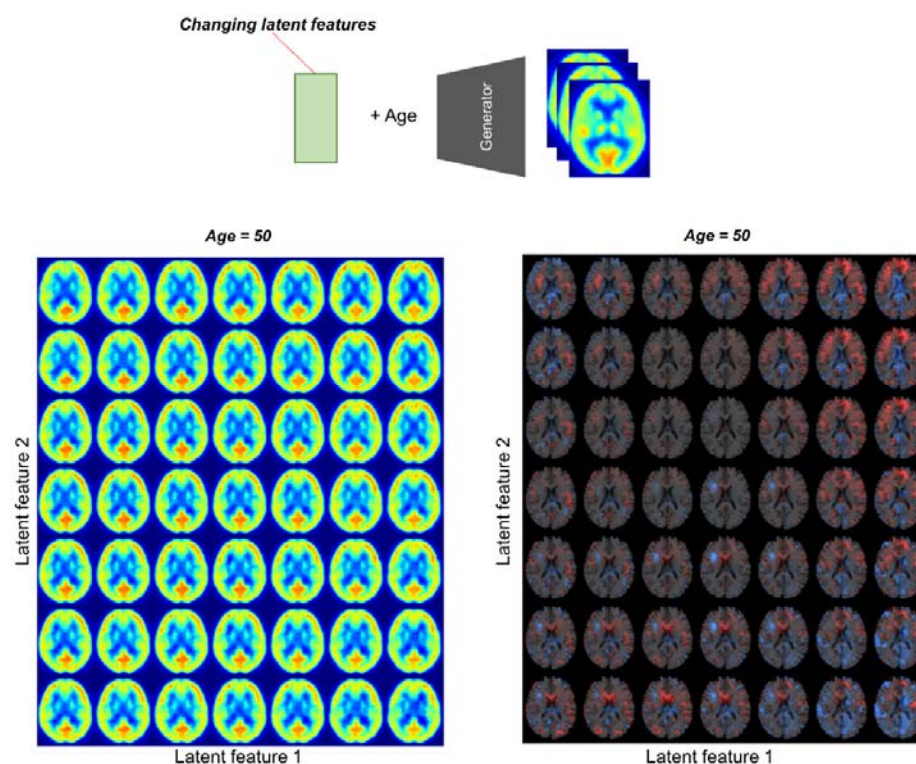 Changing latent features
+ Age
Generator
Age = 50
Age = 50
Latent feature 2
Latent feature 2
Latent feature 1
Latent feature 1